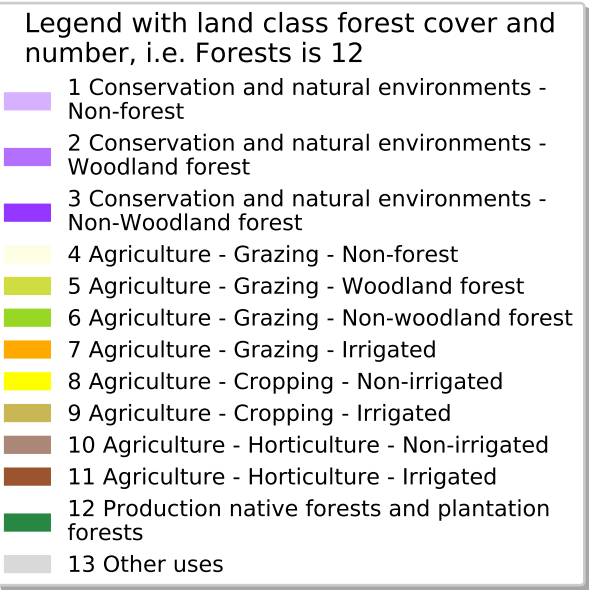 Legend with land class forest cover and
number, i.e. Forests is 12
1 Conservation and natural environments -
Non-forest
2 Conservation and natural environments -
Woodland forest
3 Conservation and natural environments -
Non-Woodland forest
4 Agriculture - Grazing - Non-forest
5 Agriculture - Grazing - Woodland forest
6 Agriculture - Grazing - Non-woodland forest
7 Agriculture - Grazing - Irrigated
8 Agriculture - Cropping - Non-irrigated
9 Agriculture - Cropping - Irrigated
10 Agriculture - Horticulture - Non-irrigated
11 Agriculture - Horticulture - Irrigated
12 Production native forests and plantation
forests
13 Other uses